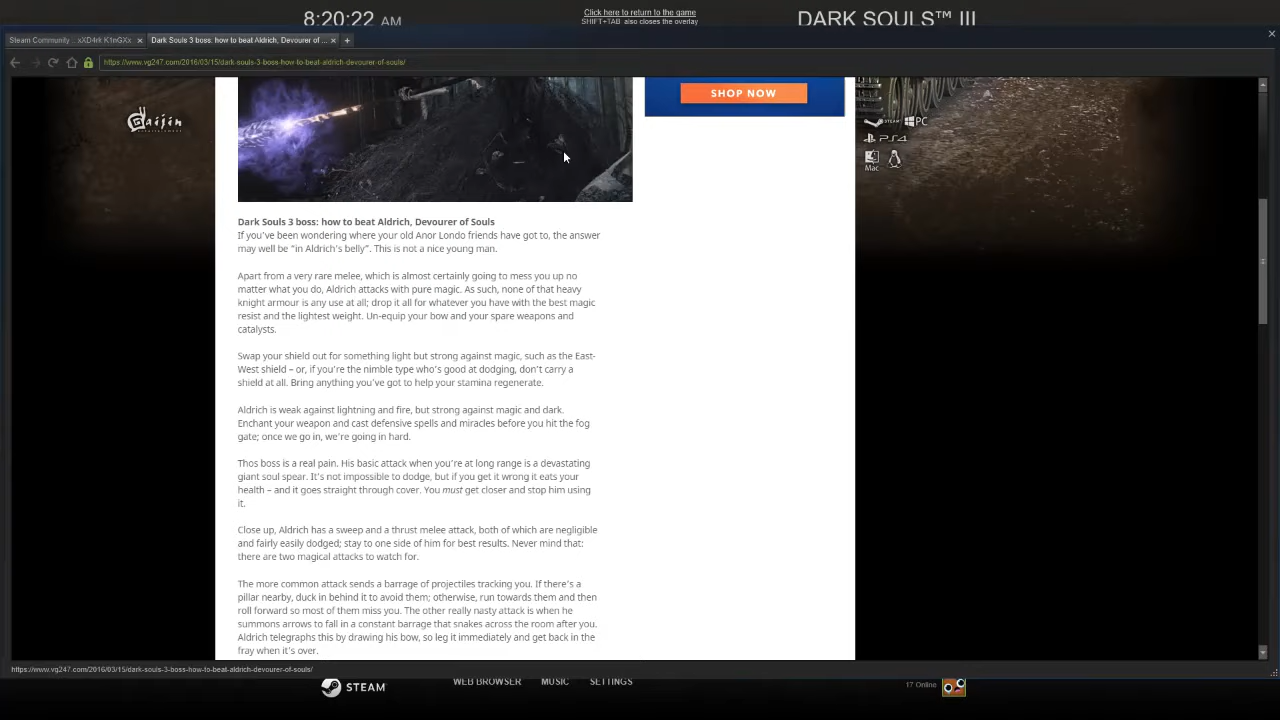 8:20:22 AM
Click here to return to the game
SHIFT+TAB also closes the overlay
DARK SOULS™ III
Steam Community :: xXD4rk K1nGXx
Dark Souls 3 boss: how to beat Aldrich, Devourer of ...
https://www.vg247.com/2016/03/15/dark-souls-3-boss-how-to-beat-aldrich-devourer-of-souls/
SHOP NOW
Gaijin
ENTERTAINMENT
STEAM PC
PS4
Mac
Dark Souls 3 boss: how to beat Aldrich, Devourer of Souls
If you've been wondering where your old Anor Londo friends have got to, the answer
may well be "in Aldrich's belly". This is not a nice young man.
Apart from a very rare melee, which is almost certainly going to mess you up no
matter what you do, Aldrich attacks with pure magic. As such, none of that heavy
knight armour is any use at all; drop it all for whatever you have with the best magic
resist and the lightest weight. Un-equip your bow and your spare weapons and
catalysts.
Swap your shield out for something light but strong against magic, such as the East-
West shield – or, if you're the nimble type who's good at dodging, don't carry a
shield at all. Bring anything you've got to help your stamina regenerate.
Aldrich is weak against lightning and fire, but strong against magic and dark.
Enchant your weapon and cast defensive spells and miracles before you hit the fog
gate; once we go in, we're going in hard.
Thos boss is a real pain. His basic attack when you're at long range is a devastating
giant soul spear. It's not impossible to dodge, but if you get it wrong it eats your
health – and it goes straight through cover. You must get closer and stop him using
it.
Close up, Aldrich has a sweep and a thrust melee attack, both of which are negligible
and fairly easily dodged; stay to one side of him for best results. Never mind that:
there are two magical attacks to watch for.
The more common attack sends a barrage of projectiles tracking you. If there's a
pillar nearby, duck in behind it to avoid them; otherwise, run towards them and then
roll forward so most of them miss you. The other really nasty attack is when he
summons arrows to fall in a constant barrage that snakes across the room after you.
Aldrich telegraphs this by drawing his bow, so leg it immediately and get back in the
fray when it's over.
https://www.vg247.com/2016/03/15/dark-souls-3-boss-how-to-beat-aldrich-devourer-of-souls/
STEAM
WEB BROWSER MUSIC SETTINGS
17 Online